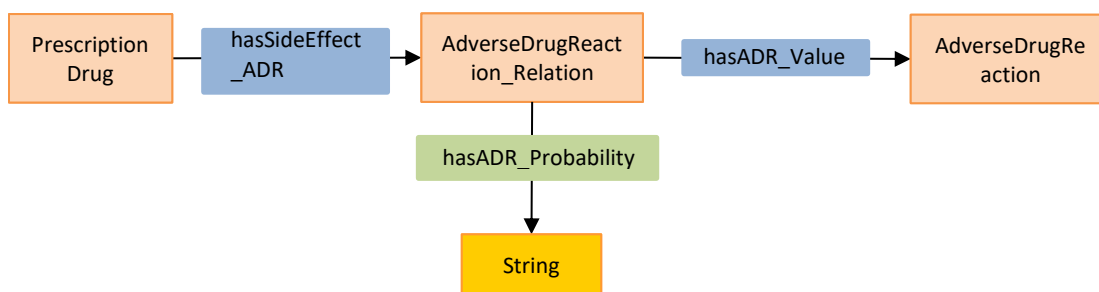 Prescription
Drug
hasSideEffect
_ADR
AdverseDrugReact
ion_Relation
hasADR_Value
AdverseDrugRe
action
hasADR_Probability
String